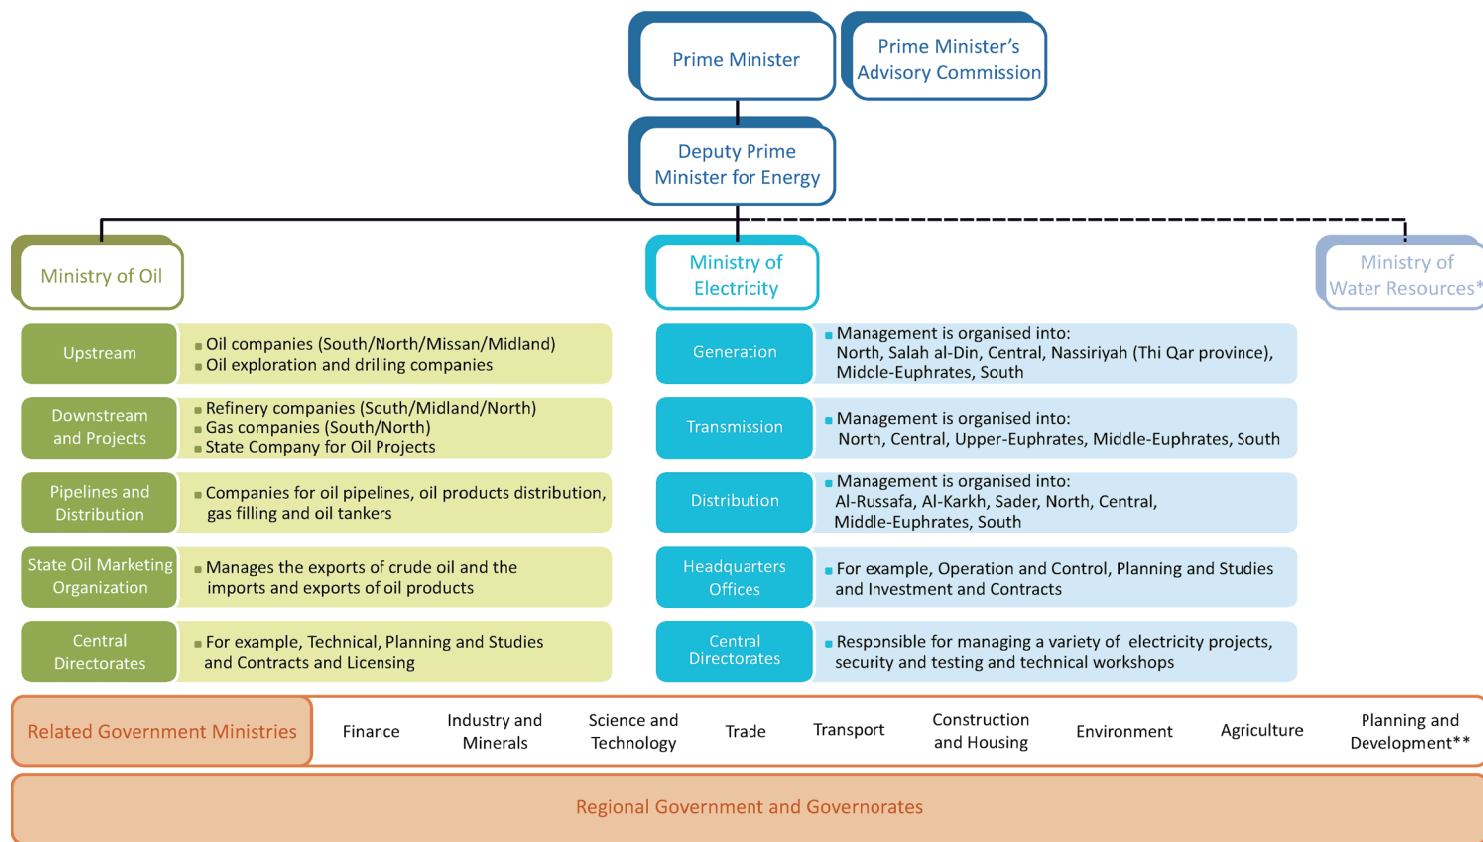 Prime Minister
Prime Minister's
Advisory Commission
Deputy Prime
Minister for Energy
Ministry of Oil
Ministry of
Electricity
Ministry of
Water Resources*
Upstream
▪ Oil companies (South/North/Missan/Midland)
▪ Oil exploration and drilling companies
Downstream
and Projects
▪ Refinery companies (South/Midland/North)
▪ Gas companies (South/North)
▪ State Company for Oil Projects
Pipelines and
Distribution
▪ Companies for oil pipelines, oil products distribution,
gas filling and oil tankers
State Oil Marketing
Organization
▪ Manages the exports of crude oil and the
imports and exports of oil products
Central
Directorates
▪ For example, Technical, Planning and Studies
and Contracts and Licensing
Generation
▪ Management is organised into:
North, Salah al-Din, Central, Nassiriyah (Thi Qar province),
Middle-Euphrates, South
Transmission
▪ Management is organised into:
North, Central, Upper-Euphrates, Middle-Euphrates, South
Distribution
▪ Management is organised into:
Al-Russafa, Al-Karkh, Sader, North, Central,
Middle-Euphrates, South
Headquarters
Offices
▪ For example, Operation and Control, Planning and Studies
and Investment and Contracts
Central
Directorates
▪ Responsible for managing a variety of electricity projects,
security and testing and technical workshops
Related Government Ministries
Finance
Industry and
Minerals
Science and
Technology
Trade
Transport
Construction
and Housing
Environment
Agriculture
Planning and
Development**
Regional Government and Governorates